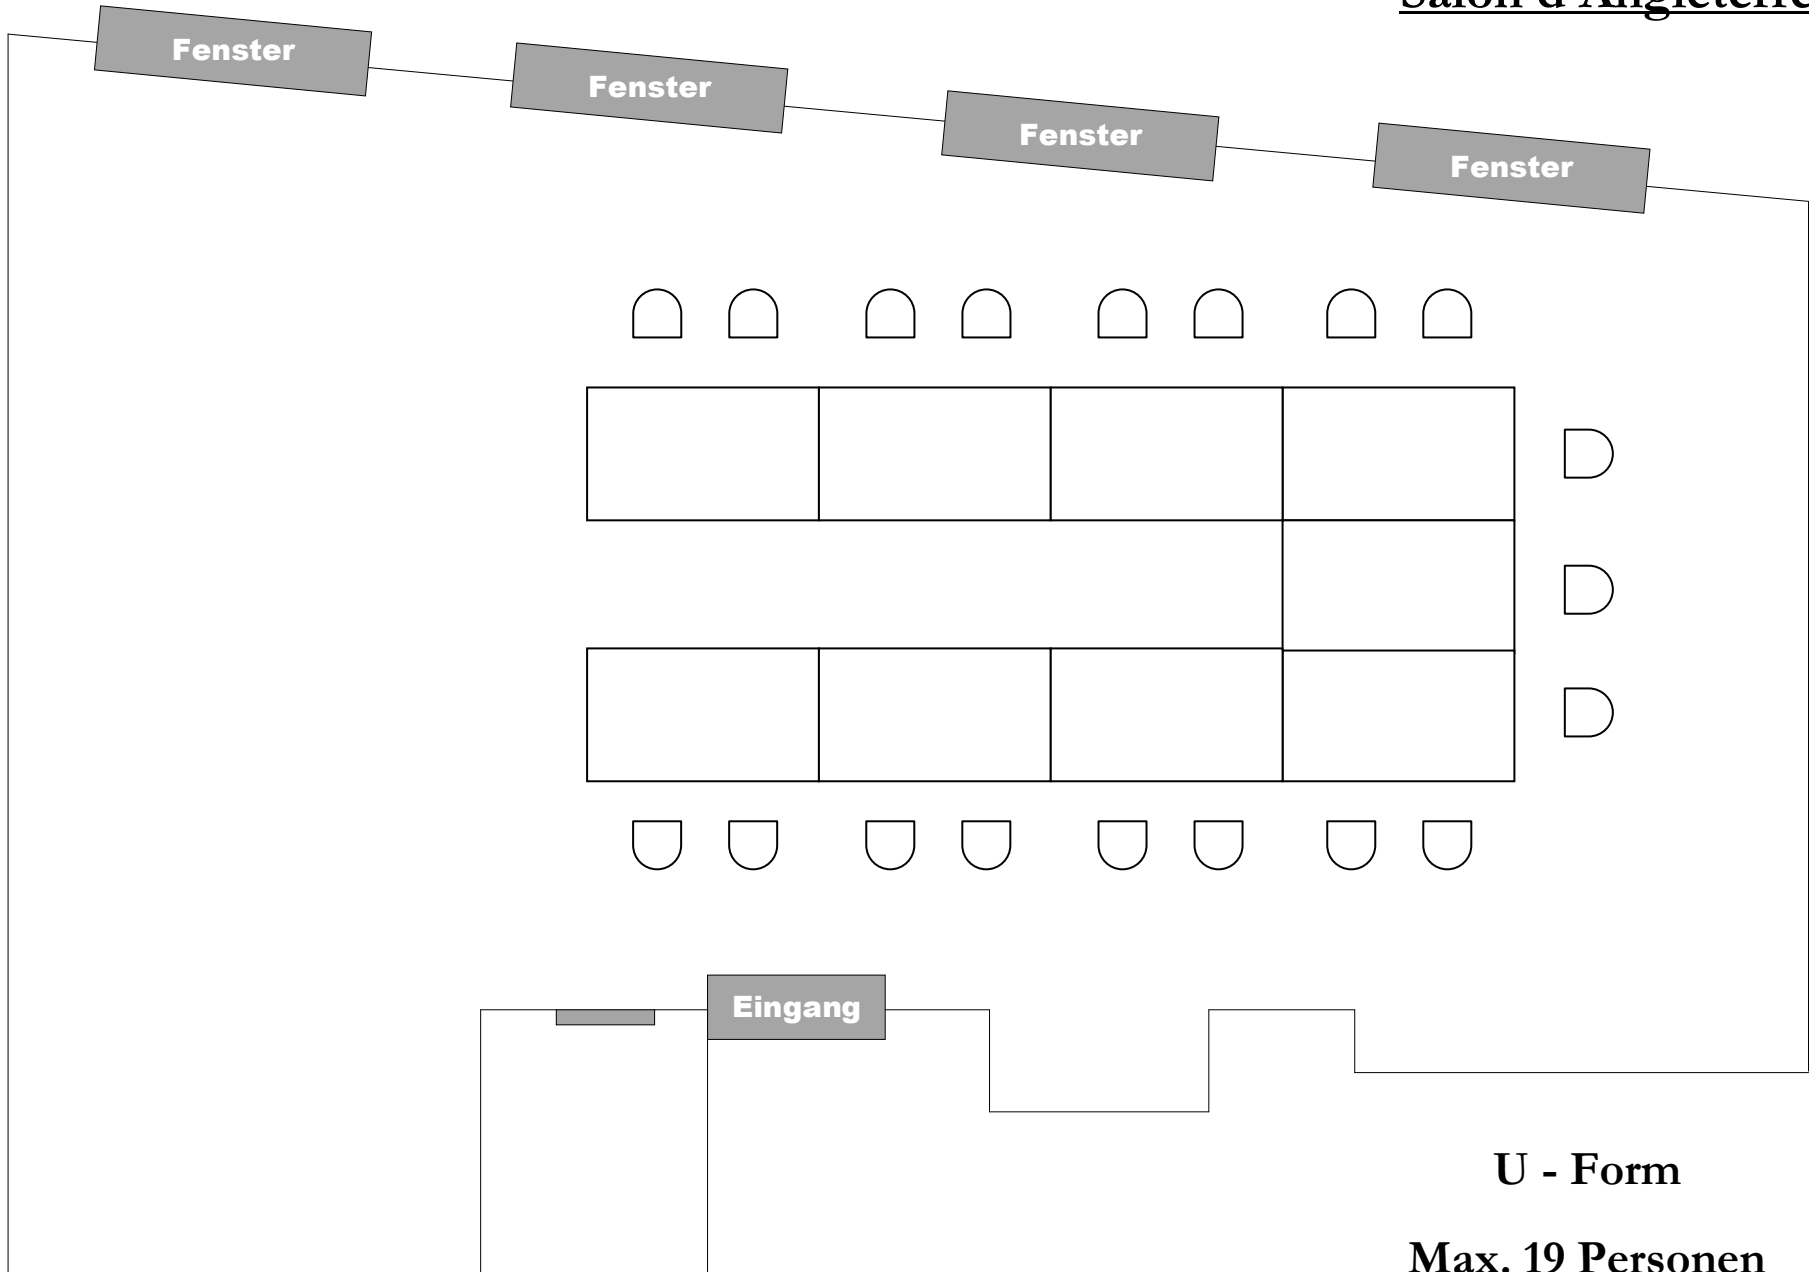 Salon d'Angleterre
Fenster
Fenster
Fenster
Fenster
Eingang
U - Form
Max. 19 Personen